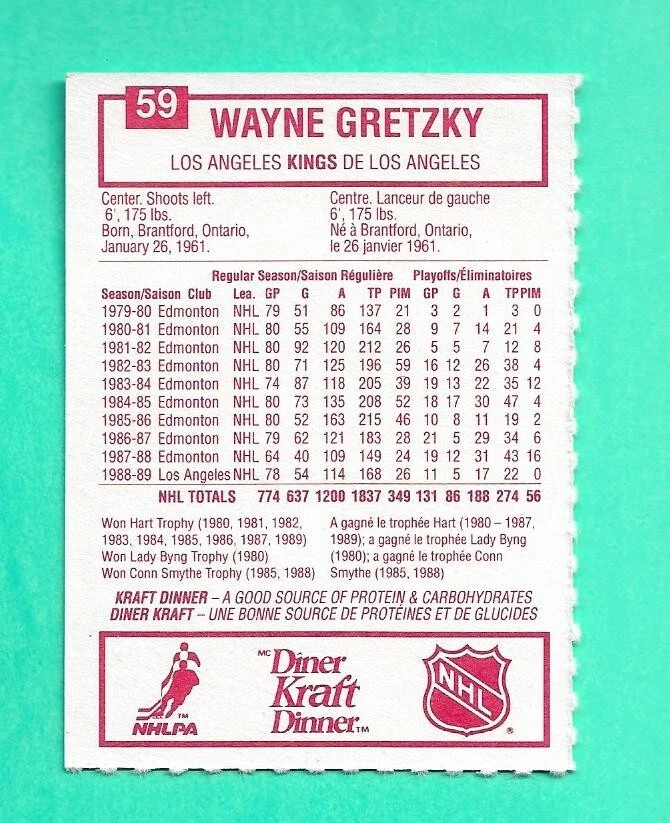 59
WAYNE GRETZKY
LOS ANGELES KINGS DE LOS ANGELES
Center. Shoots left.
6', 175 lbs.
Born, Brantford, Ontario,
January 26, 1961.
Centre. Lanceur de gauche
6', 175 lbs.
Né à Brantford, Ontario,
le 26 janvier 1961.
Regular Season/Saison Régulière Playoffs/Éliminatoires
Season/Saison Club Lea. GP G A TP PIM GP G A TP PIM
1979-80 Edmonton NHL 79 51 86 137 21 3 2 1 3 0
1980-81 Edmonton NHL 80 55 109 164 28 9 7 14 21 4
1981-82 Edmonton NHL 80 92 120 212 26 5 5 7 12 8
1982-83 Edmonton NHL 80 71 125 196 59 16 12 26 38 4
1983-84 Edmonton NHL 74 87 118 205 39 19 13 22 35 12
1984-85 Edmonton NHL 80 73 135 208 52 18 17 30 47 4
1985-86 Edmonton NHL 80 52 163 215 46 10 8 11 19 2
1986-87 Edmonton NHL 79 62 121 183 28 21 5 29 34 6
1987-88 Edmonton NHL 64 40 109 149 24 19 12 31 43 16
1988-89 Los Angeles NHL 78 54 114 168 26 11 5 17 22 0
NHL TOTALS 774 637 1200 1837 349 131 86 188 274 56
Won Hart Trophy (1980, 1981, 1982,
1983, 1984, 1985, 1986, 1987, 1989)
Won Lady Byng Trophy (1980)
Won Conn Smythe Trophy (1985, 1988)
A gagné le trophée Hart (1980 – 1987,
1989); a gagné le trophée Lady Byng
(1980); a gagné le trophée Conn
Smythe (1985, 1988)
KRAFT DINNER – A GOOD SOURCE OF PROTEIN & CARBOHYDRATES
DINER KRAFT – UNE BONNE SOURCE DE PROTÉINES ET DE GLUCIDES
TM
NHLPA
MC Dîner
Kraft
Dinner TM
NHL
®